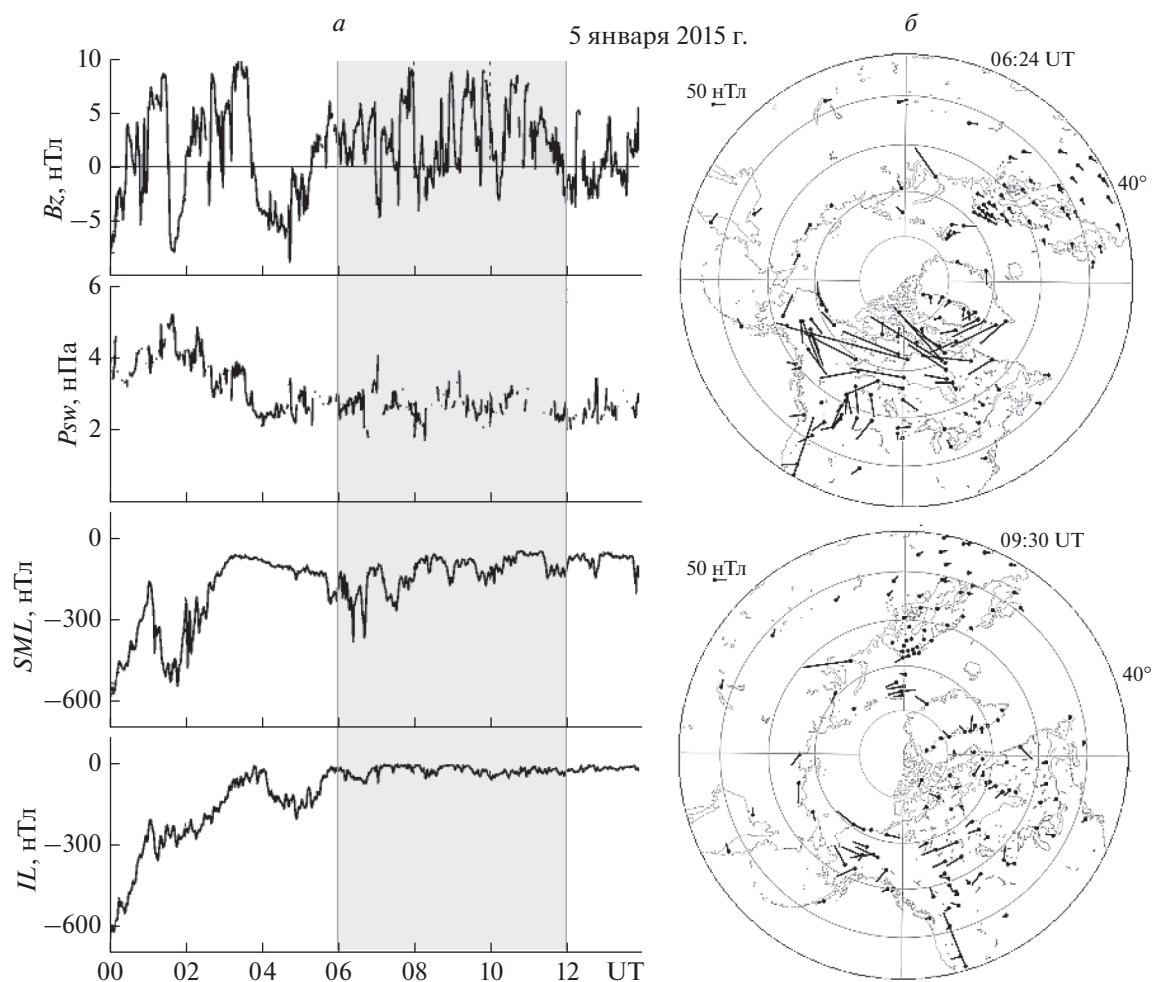 а
5 января 2015 г.
б
10
5
0
−5
Bz, нТл
6
4
2
Psw, нПа
0
−300
−600
SML, нТл
0
−300
−600
IL, нТл
00 02 04 06 08 10 12 UT
06:24 UT
50 нТл
40°
09:30 UT
50 нТл
40°